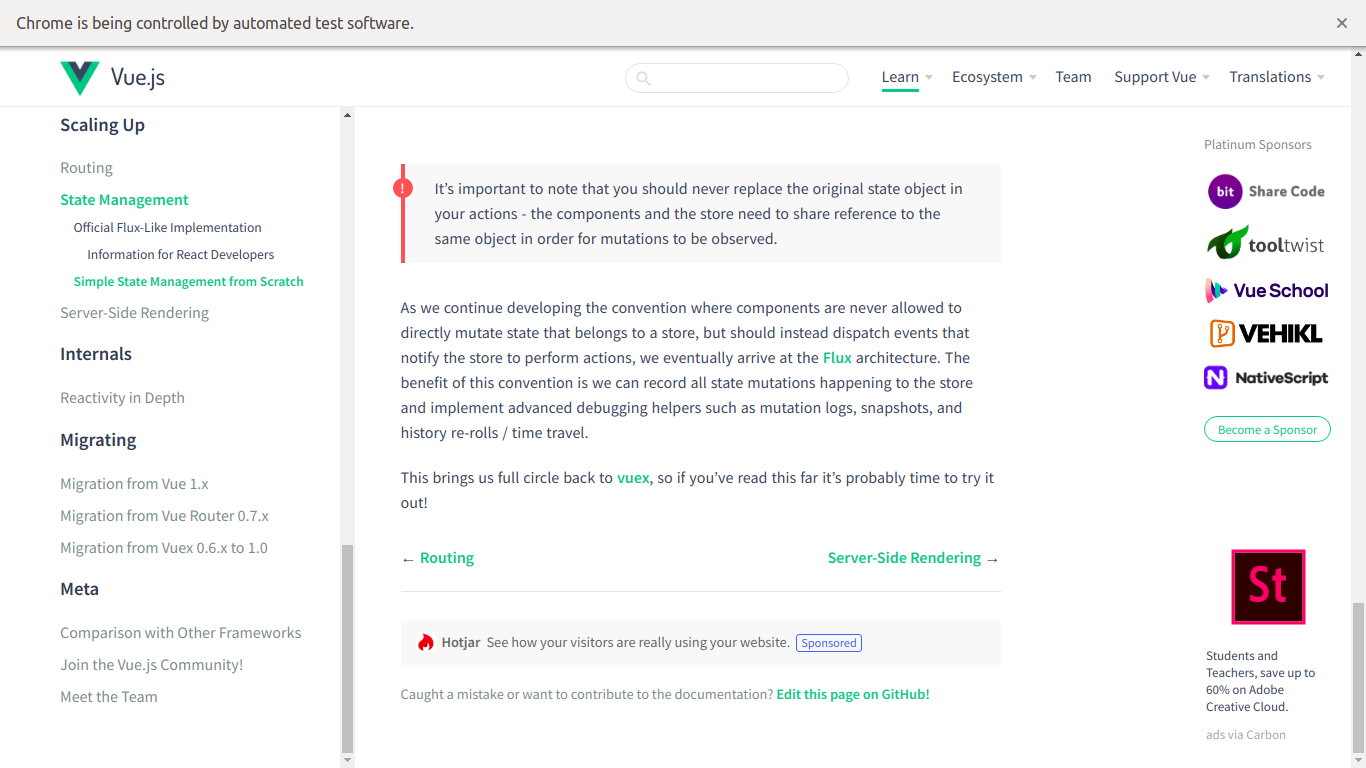 Chrome is being controlled by automated test software.
Vue.js
Learn
Ecosystem
Team
Support Vue
Translations
Scaling Up
Routing
State Management
Official Flux-Like Implementation
Information for React Developers
Simple State Management from Scratch
Server-Side Rendering
Internals
Reactivity in Depth
Migrating
Migration from Vue 1.x
Migration from Vue Router 0.7.x
Migration from Vuex 0.6.x to 1.0
Meta
Comparison with Other Frameworks
Join the Vue.js Community!
Meet the Team
!
It’s important to note that you should never replace the original state object in
your actions - the components and the store need to share reference to the
same object in order for mutations to be observed.
As we continue developing the convention where components are never allowed to
directly mutate state that belongs to a store, but should instead dispatch events that
notify the store to perform actions, we eventually arrive at the Flux architecture. The
benefit of this convention is we can record all state mutations happening to the store
and implement advanced debugging helpers such as mutation logs, snapshots, and
history re-rolls / time travel.
This brings us full circle back to vuex, so if you’ve read this far it’s probably time to try it
out!
← Routing
Server-Side Rendering →
Hotjar See how your visitors are really using your website. Sponsored
Caught a mistake or want to contribute to the documentation? Edit this page on GitHub!
Platinum Sponsors
bit Share Code
tooltwist
Vue School
VEHIKL
N NativeScript
Become a Sponsor
St
Students and
Teachers, save up to
60% on Adobe
Creative Cloud.
ads via Carbon